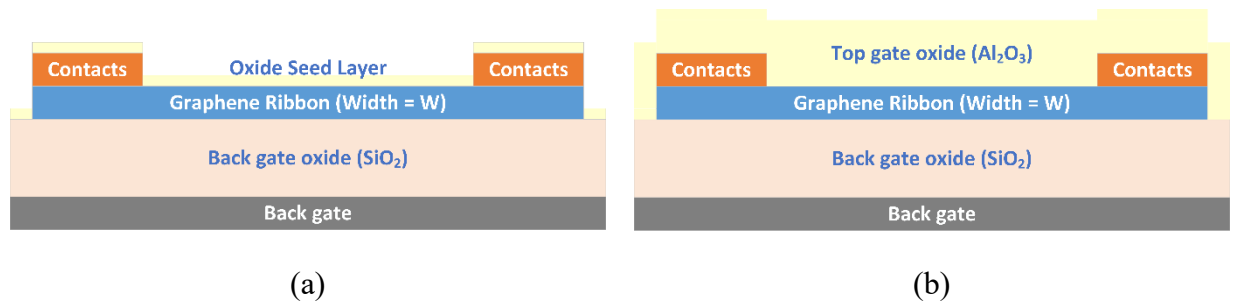 Contacts
Oxide Seed Layer
Contacts
Graphene Ribbon (Width = W)
Back gate oxide (SiO₂)
Back gate
(a)
Contacts
Top gate oxide (Al₂O₃)
Contacts
Graphene Ribbon (Width = W)
Back gate oxide (SiO₂)
Back gate
(b)